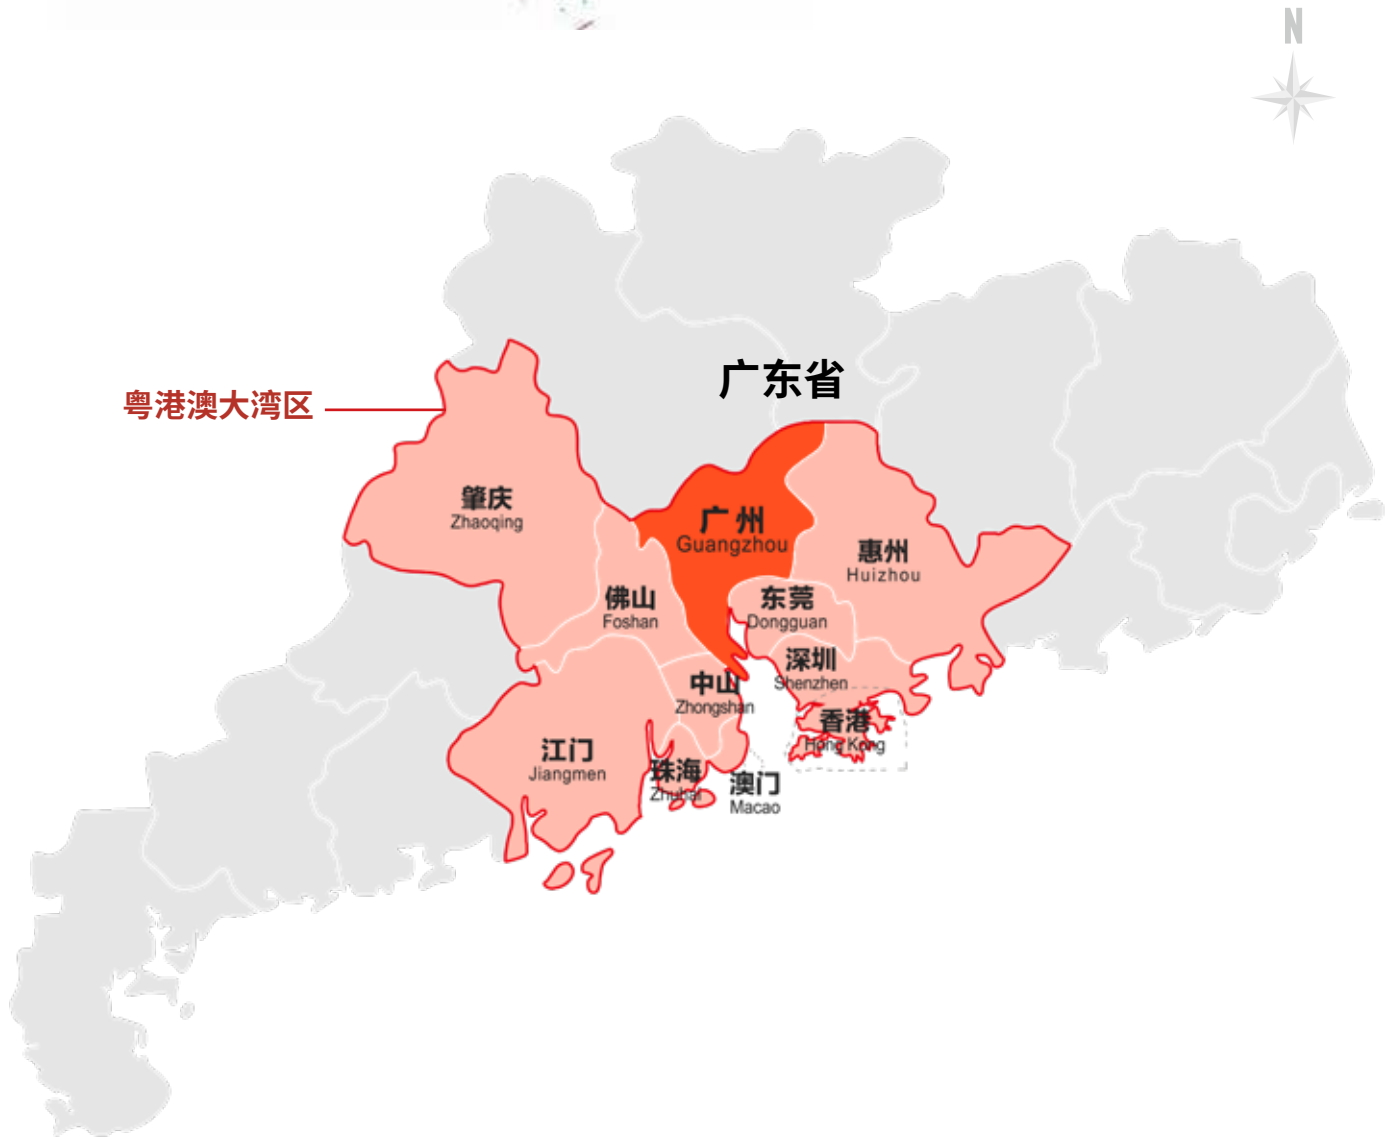 N
广东省
粤港澳大湾区
肇庆
Zhaoqing
广州
Guangzhou
惠州
Huizhou
佛山
Foshan
东莞
Dongguan
深圳
Shenzhen
中山
Zhongshan
香港
Hong Kong
江门
Jiangmen
珠海
Zhuhai
澳门
Macao